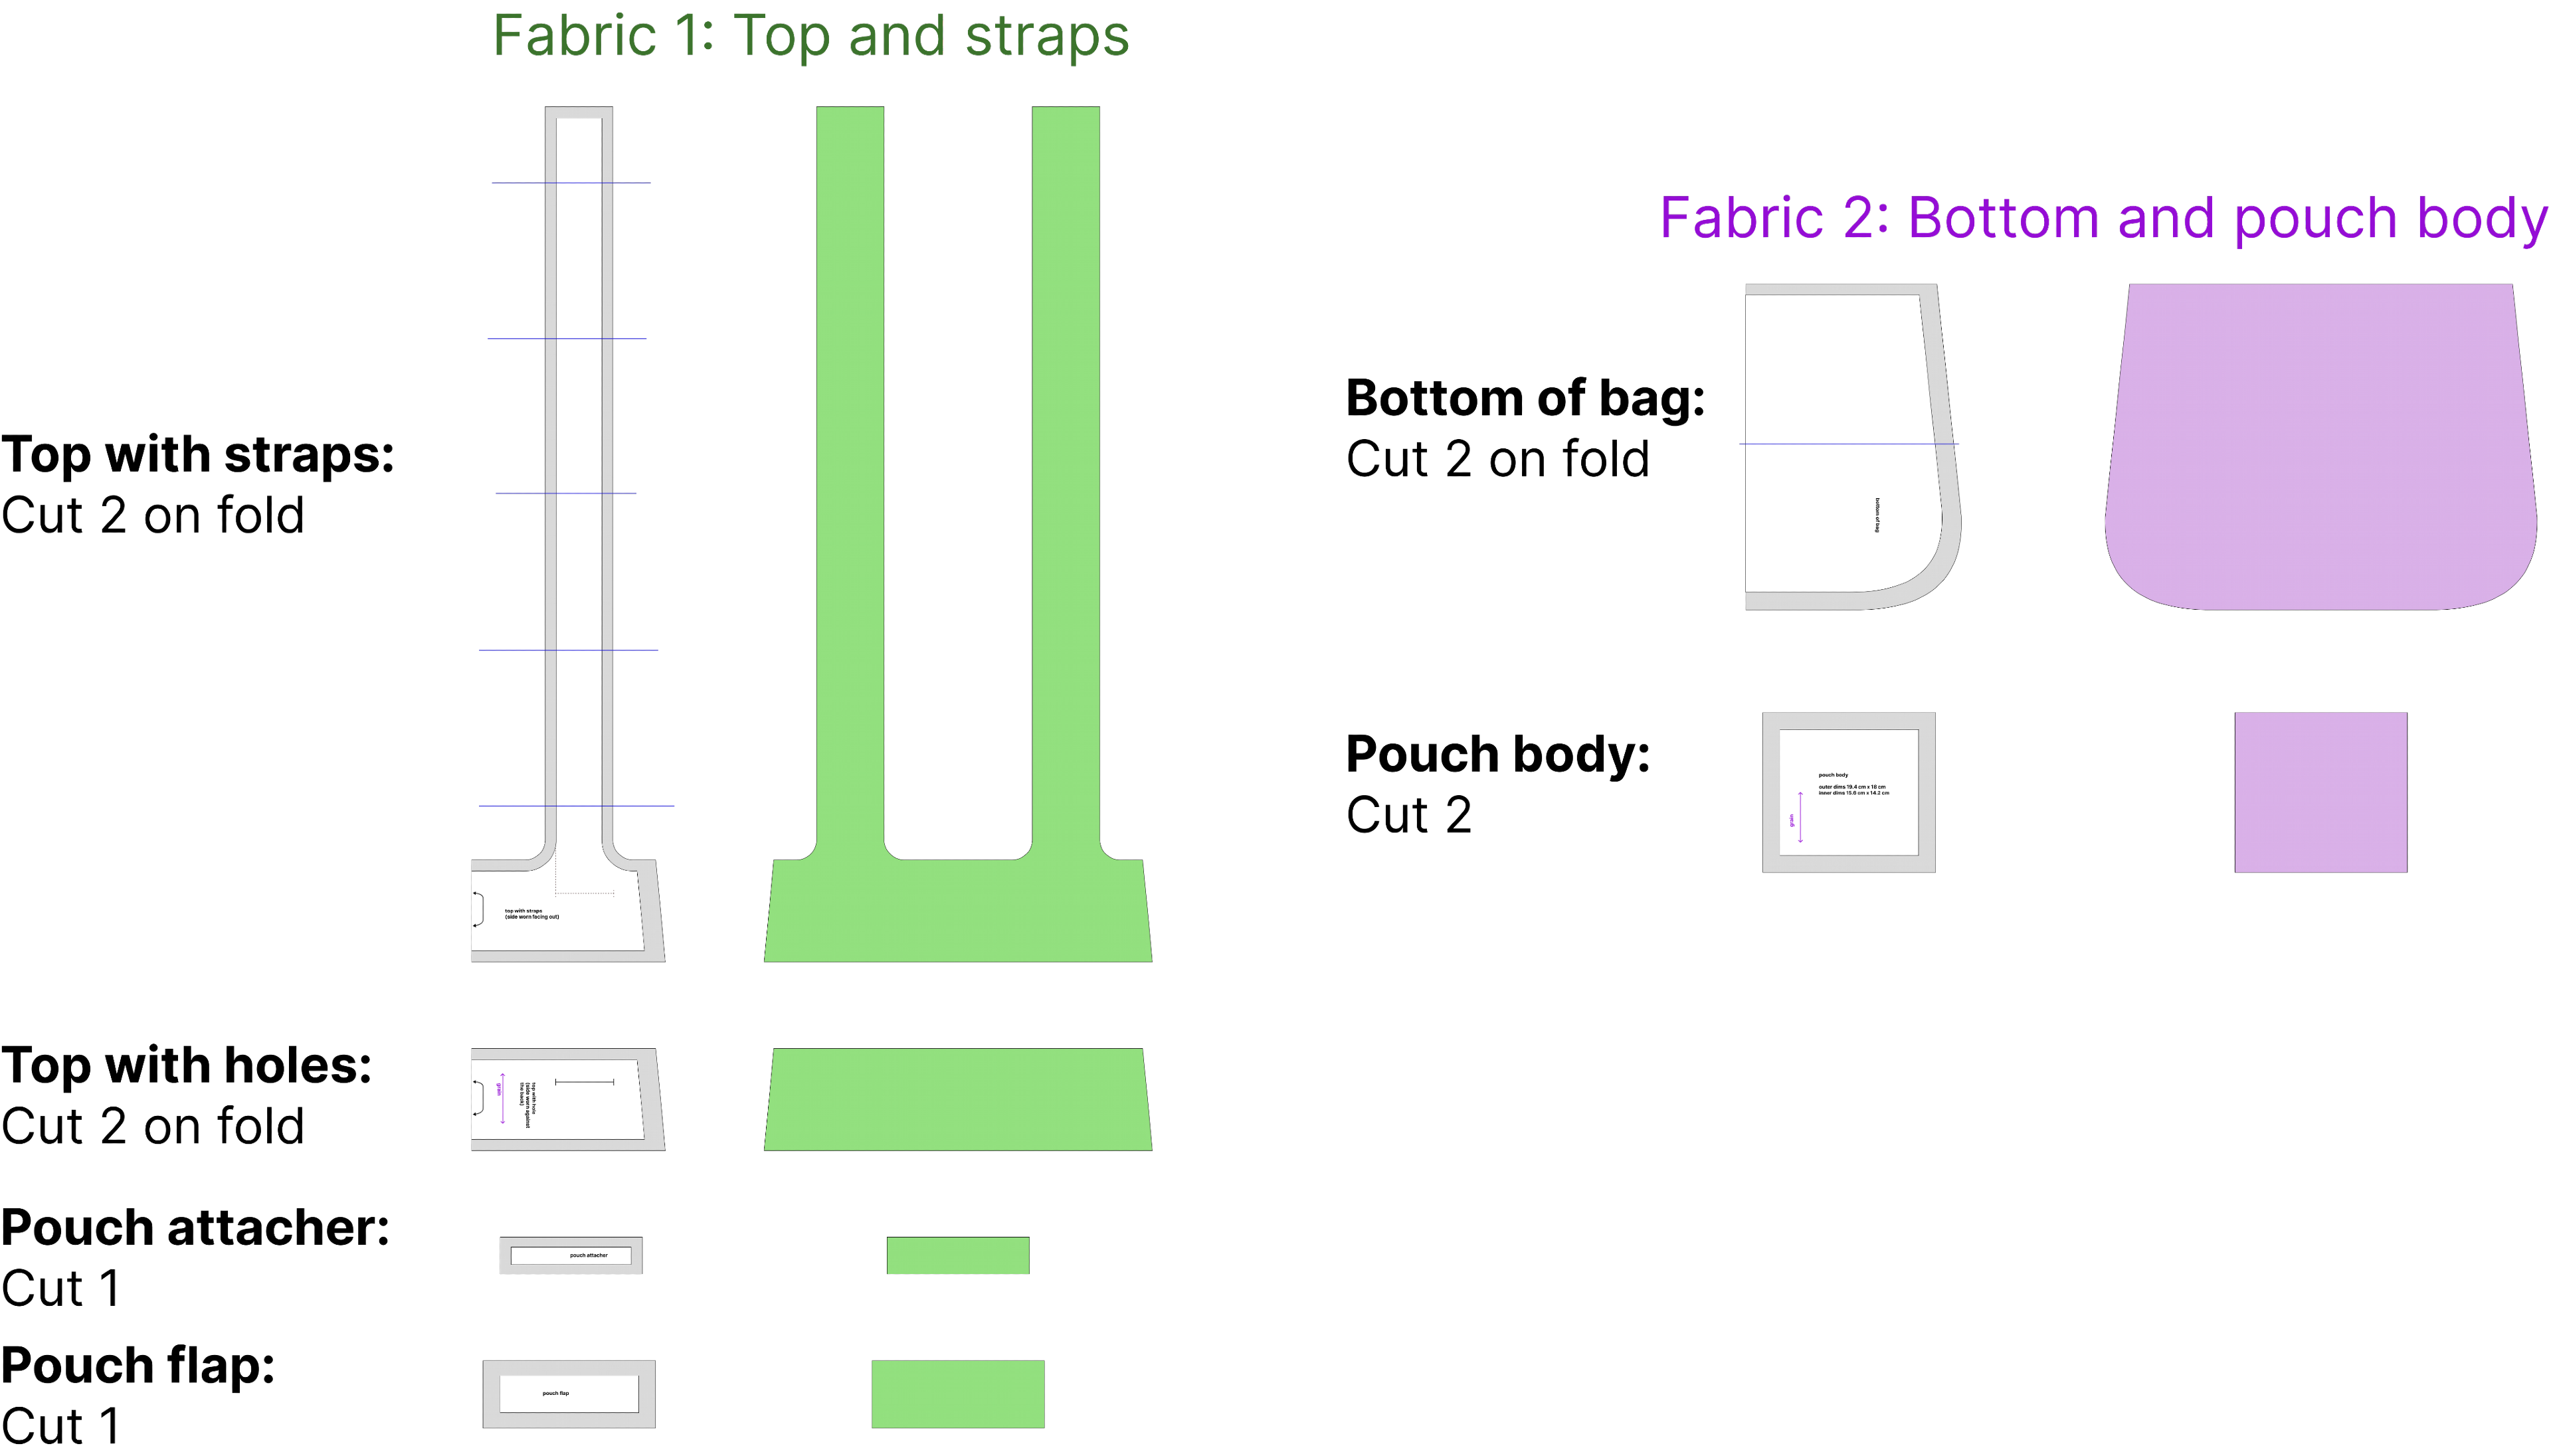 Fabric 1: Top and straps
Top with straps:
Cut 2 on fold
top with straps
(side worn facing out)
Top with holes:
Cut 2 on fold
grain
top with hole
(side worn against
the back)
Pouch attacher:
Cut 1
pouch attacher
Pouch flap:
Cut 1
pouch flap
Fabric 2: Bottom and pouch body
Bottom of bag:
Cut 2 on fold
bottom of bag
Pouch body:
Cut 2
pouch body
outer dims 19.4 cm x 18 cm
inner dims 15.6 cm x 14.2 cm
grain